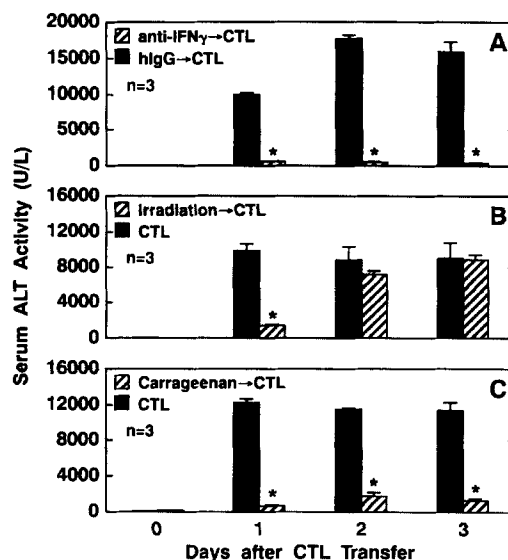 Serum ALT Activity (U/L)
A
anti-IFNγ→CTL
hIgG→CTL
n=3
20000
15000
10000
5000
0
* * *
B
Irradiation→CTL
CTL
n=3
16000
12000
8000
4000
0
*
C
Carrageenan→CTL
CTL
n=3
16000
12000
8000
4000
0
* * *
0 1 2 3
Days after CTL Transfer